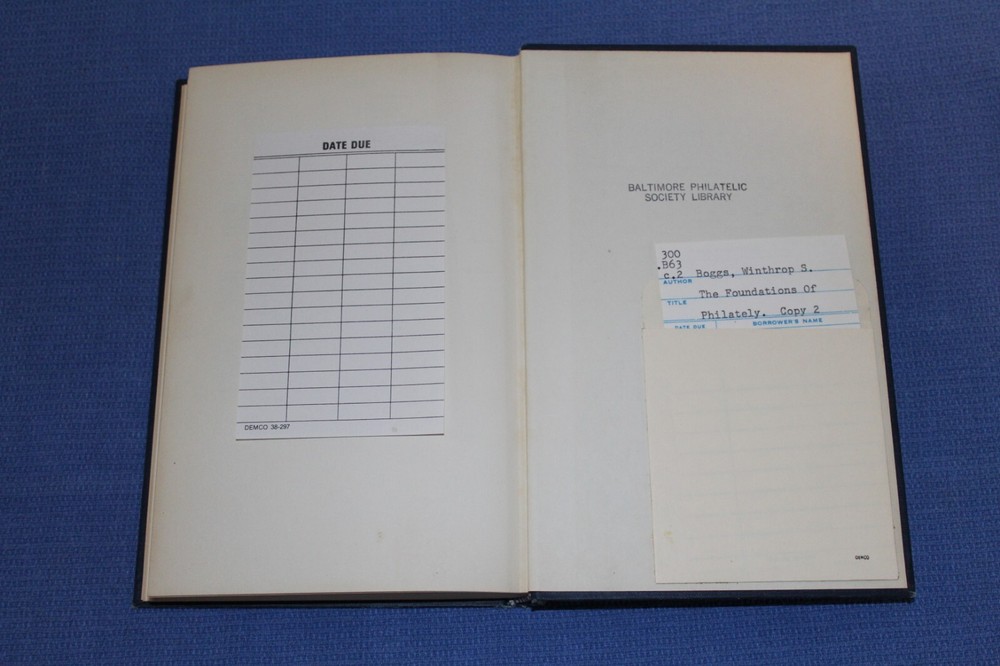 DATE DUE
DEMCO 38-297
BALTIMORE PHILATELIC
SOCIETY LIBRARY
300
.B63
c.2 Boggs, Winthrop S.
AUTHOR
The Foundations Of
TITLE
Philately. Copy 2
DATE DUE BORROWER'S NAME
DEMCO